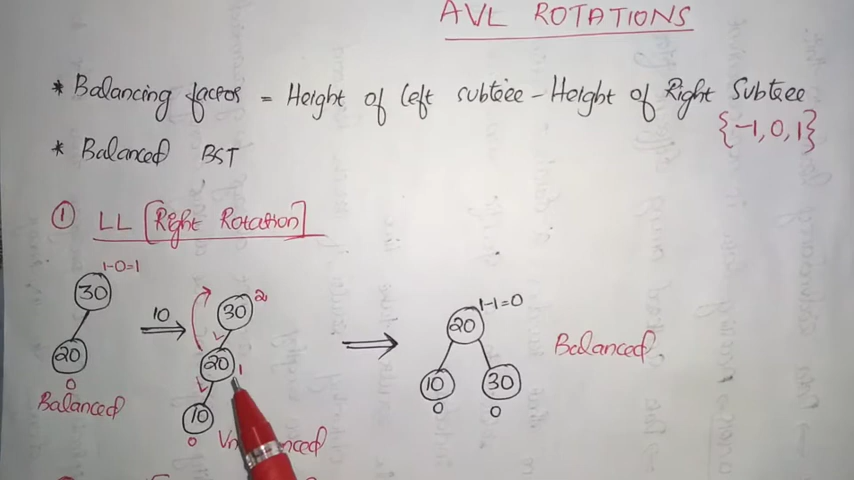 AVL ROTATIONS
* Balancing factor = Height of left subtree - Height of Right Subtree
{-1, 0, 1}
* Balanced BST
① LL [Right Rotation]
1-0=1
30
20
0
Balanced
10
30 2
20 1
10
0
1-1=0
20
10 30
0 0
Balanced